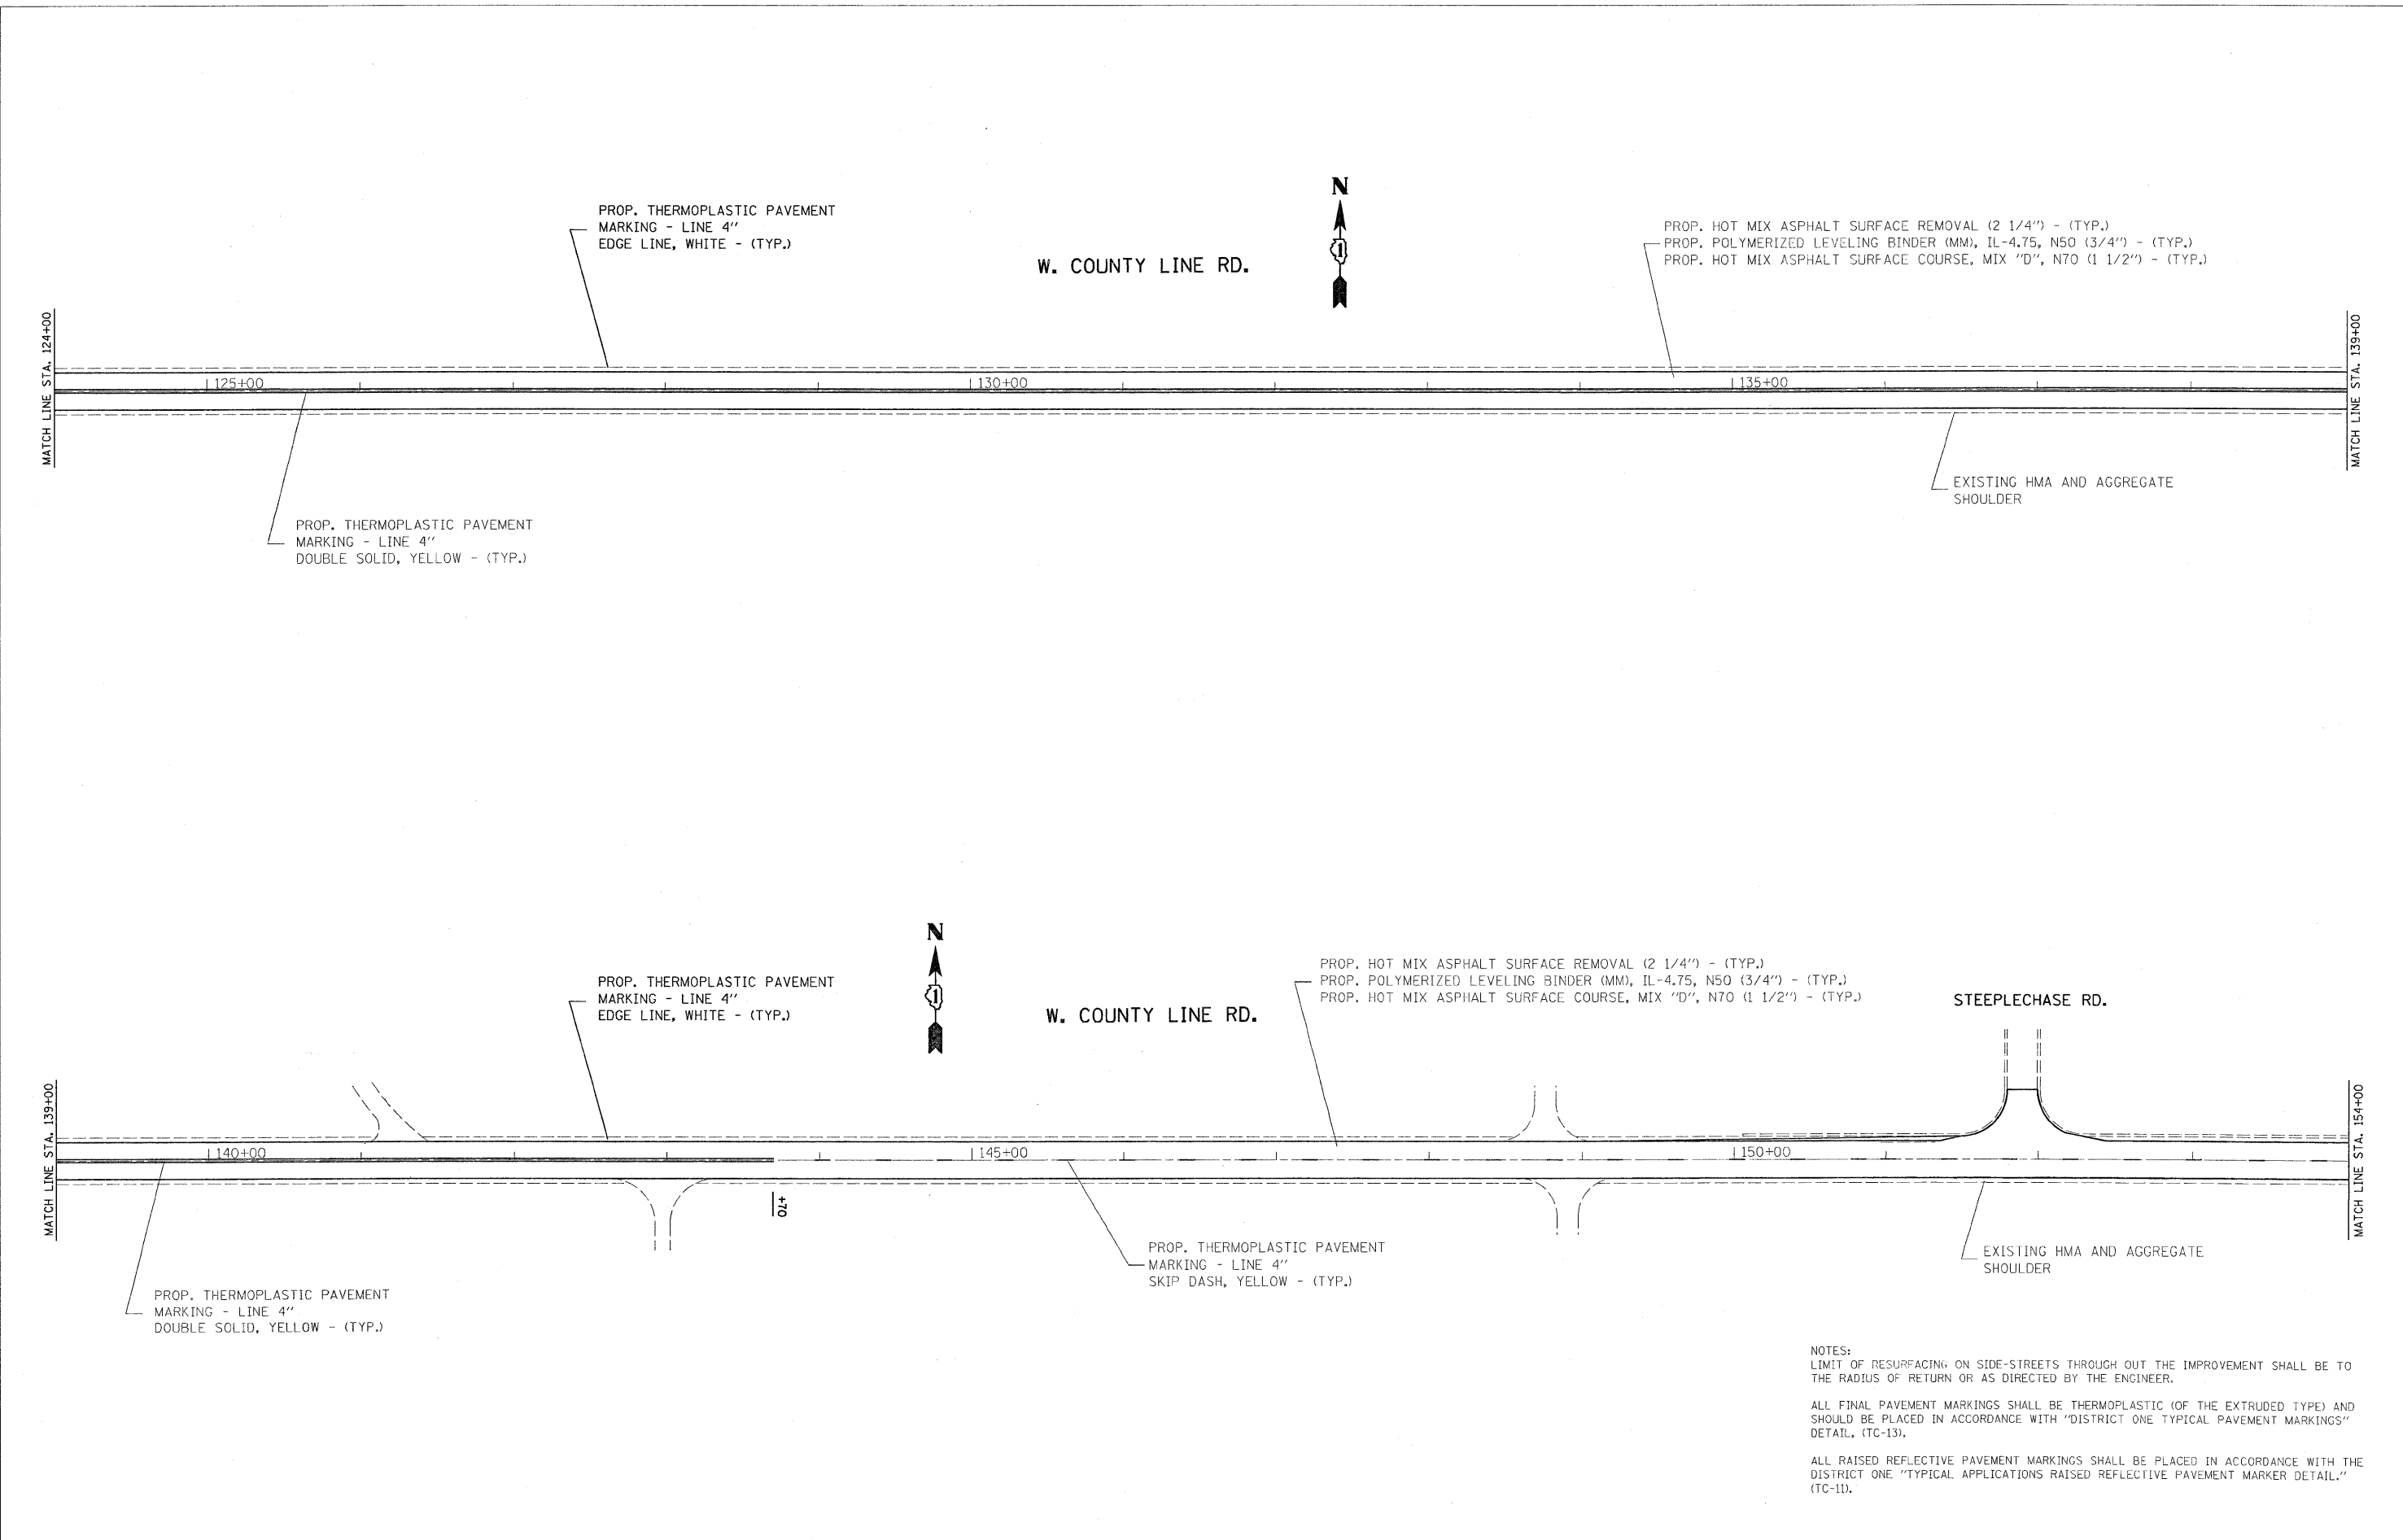 N
PROP. THERMOPLASTIC PAVEMENT
MARKING - LINE 4"
EDGE LINE, WHITE - (TYP.)
W. COUNTY LINE RD.
1
PROP. HOT MIX ASPHALT SURFACE REMOVAL (2 1/4") - (TYP.)
PROP. POLYMERIZED LEVELING BINDER (MM), IL-4.75, N50 (3/4") - (TYP.)
PROP. HOT MIX ASPHALT SURFACE COURSE, MIX "D", N70 (1 1/2") - (TYP.)
MATCH LINE STA. 124+00
125+00
130+00
135+00
MATCH LINE STA. 139+00
EXISTING HMA AND AGGREGATE
SHOULDER
PROP. THERMOPLASTIC PAVEMENT
MARKING - LINE 4"
DOUBLE SOLID, YELLOW - (TYP.)
N
PROP. THERMOPLASTIC PAVEMENT
MARKING - LINE 4"
EDGE LINE, WHITE - (TYP.)
1
W. COUNTY LINE RD.
PROP. HOT MIX ASPHALT SURFACE REMOVAL (2 1/4") - (TYP.)
PROP. POLYMERIZED LEVELING BINDER (MM), IL-4.75, N50 (3/4") - (TYP.)
PROP. HOT MIX ASPHALT SURFACE COURSE, MIX "D", N70 (1 1/2") - (TYP.)
STEEPLECHASE RD.
MATCH LINE STA. 139+00
140+00
145+00
150+00
MATCH LINE STA. 154+00
+70
PROP. THERMOPLASTIC PAVEMENT
MARKING - LINE 4"
SKIP DASH, YELLOW - (TYP.)
EXISTING HMA AND AGGREGATE
SHOULDER
PROP. THERMOPLASTIC PAVEMENT
MARKING - LINE 4"
DOUBLE SOLID, YELLOW - (TYP.)
NOTES:
LIMIT OF RESURFACING ON SIDE-STREETS THROUGH OUT THE IMPROVEMENT SHALL BE TO
THE RADIUS OF RETURN OR AS DIRECTED BY THE ENGINEER.
ALL FINAL PAVEMENT MARKINGS SHALL BE THERMOPLASTIC (OF THE EXTRUDED TYPE) AND
SHOULD BE PLACED IN ACCORDANCE WITH "DISTRICT ONE TYPICAL PAVEMENT MARKINGS"
DETAIL, (TC-13).
ALL RAISED REFLECTIVE PAVEMENT MARKINGS SHALL BE PLACED IN ACCORDANCE WITH THE
DISTRICT ONE "TYPICAL APPLICATIONS RAISED REFLECTIVE PAVEMENT MARKER DETAIL."
(TC-11).